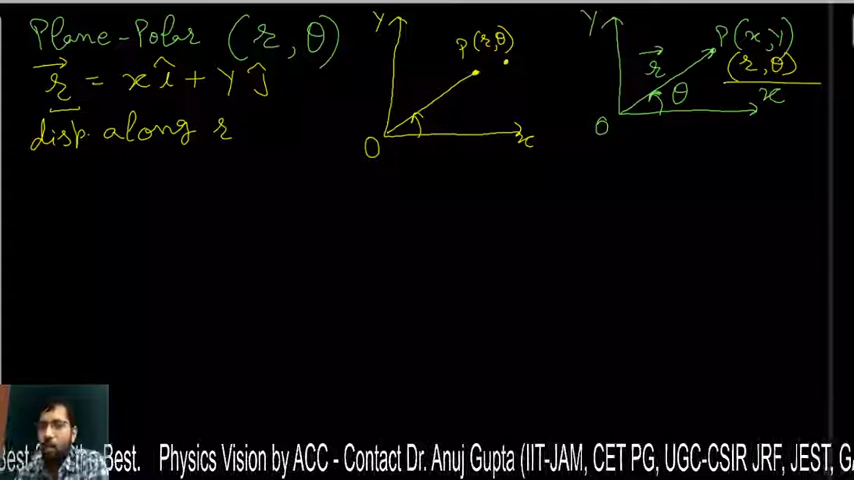 Plane-Polar (r, θ)
r⃗ = x î + y ĵ
disp. along r
Y
P(r,θ)
O
x
Y
P(x,y)
(r,θ)
r⃗
θ
x
O
Best. Physics Vision by ACC - Contact Dr. Anuj Gupta (IIT-JAM, CET PG, UGC-CSIR JRF, JEST,